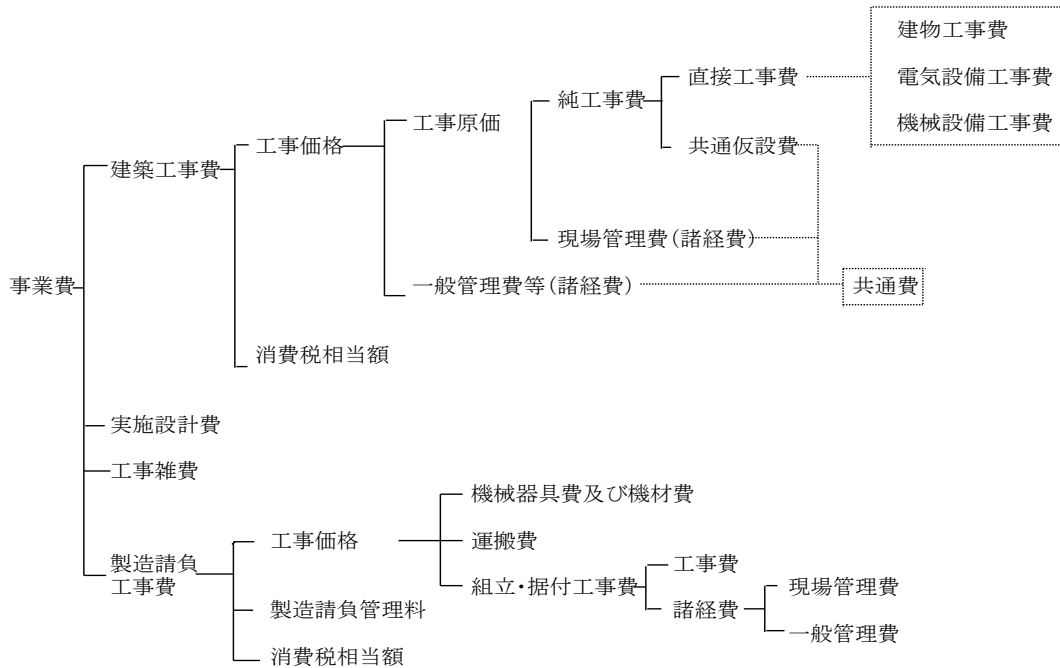 建物工事費
直接工事費
電気設備工事費
純工事費
工事原価
機械設備工事費
工事価格
共通仮設費
建築工事費
現場管理費(諸経費)
事業費
一般管理費等(諸経費)
共通費
消費税相当額
実施設計費
工事雑費
機械器具費及び機材費
工事価格
運搬費
製造請負
工事費
組立・据付工事費
工事費
現場管理費
製造請負管理料
諸経費
一般管理費
消費税相当額